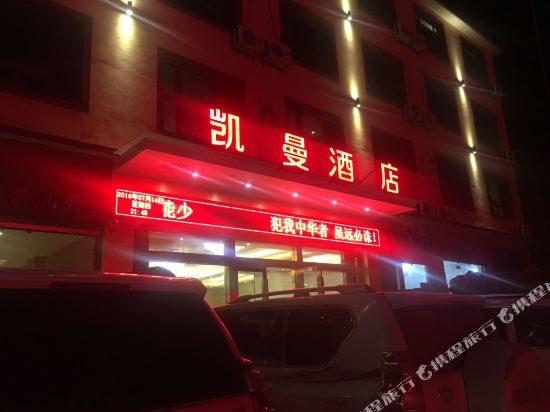 凯曼酒店
2016年07月14日
星期四
21:45
少 犯我中华者 虽远必诛!
携程旅行